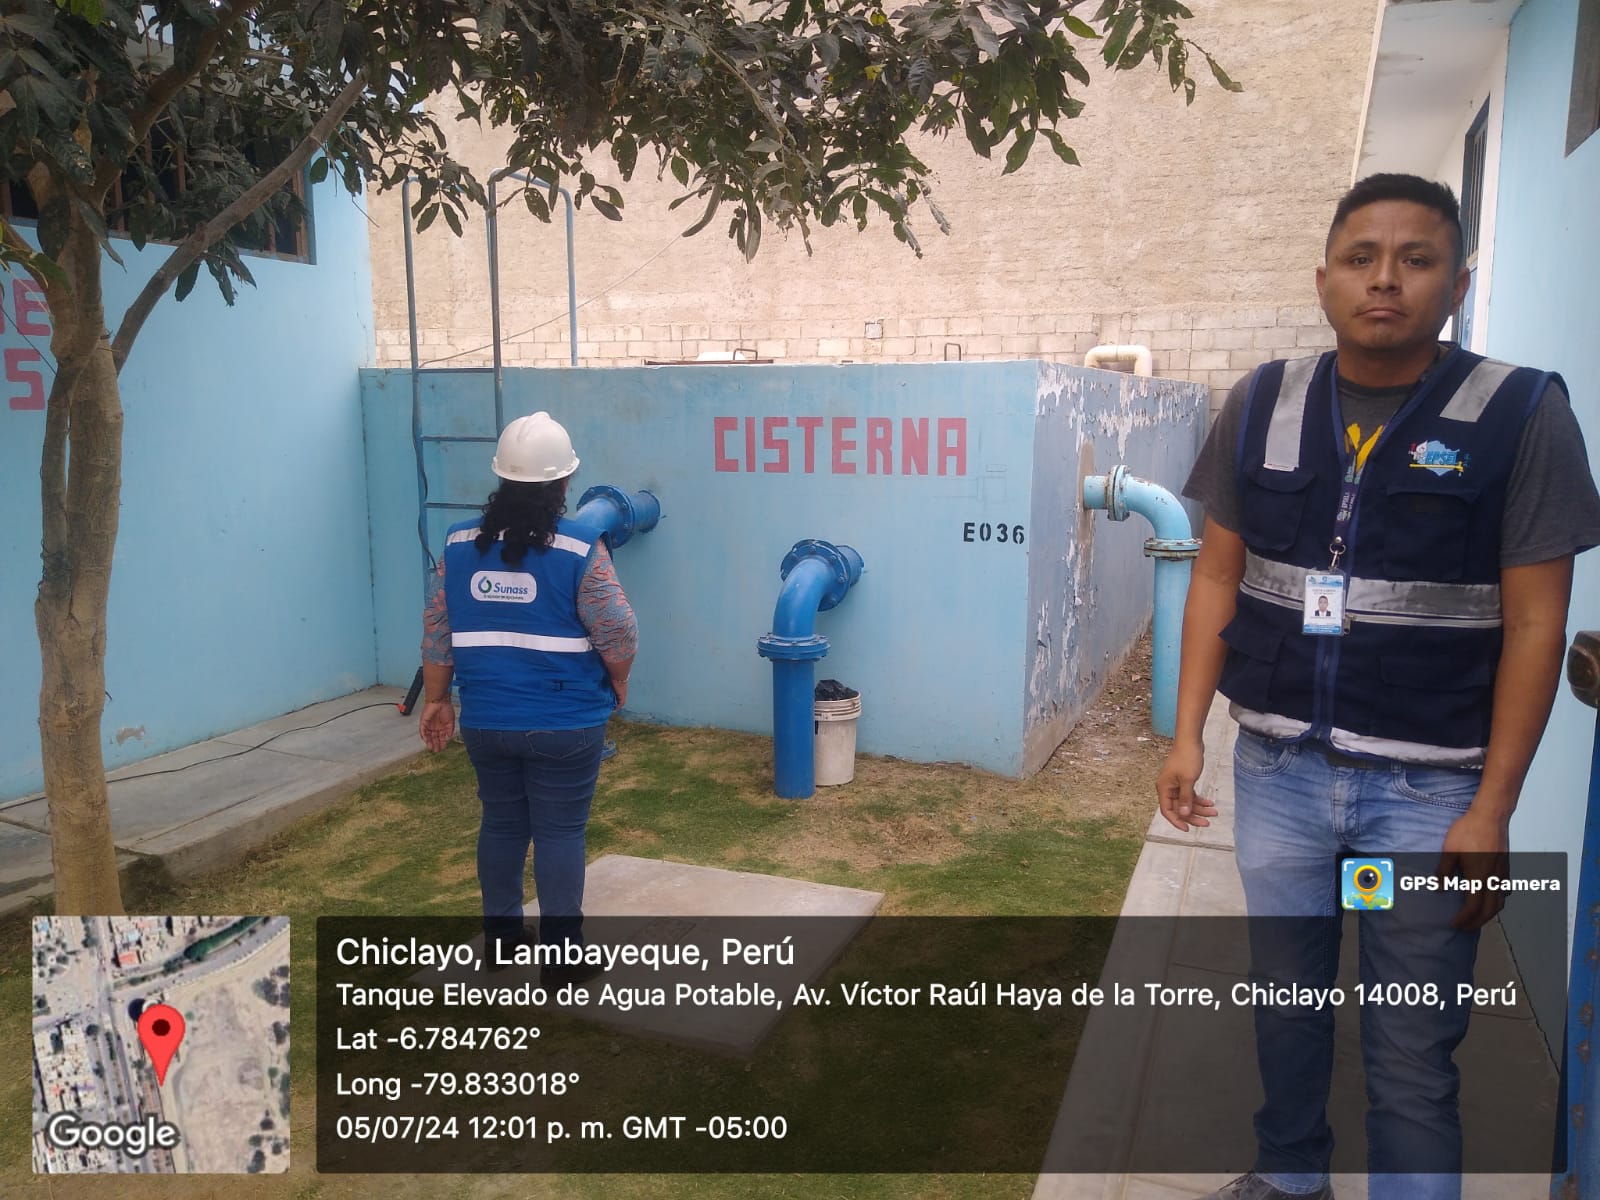 CISTERNA
E036
S
Sunass
EPSEL
GPS Map Camera
Chiclayo, Lambayeque, Perú
Tanque Elevado de Agua Potable, Av. Víctor Raúl Haya de la Torre, Chiclayo 14008, Perú
Lat -6.784762°
Long -79.833018°
05/07/24 12:01 p. m. GMT -05:00
Google